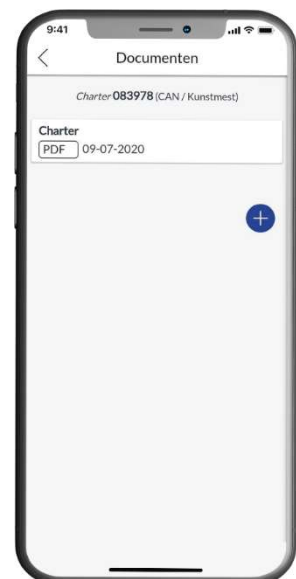 9:41
Documenten
Charter 083978 (CAN / Kunstmest)
Charter
PDF 09-07-2020